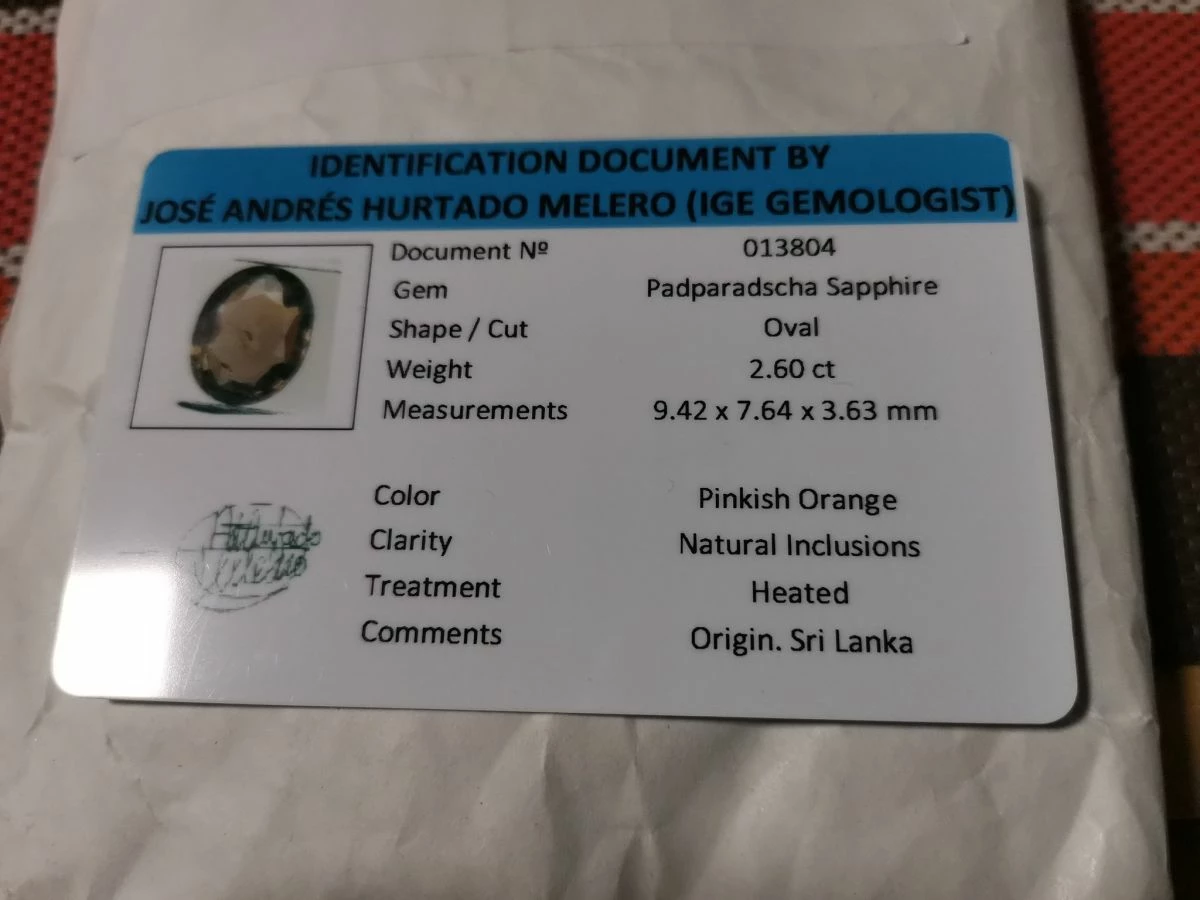 IDENTIFICATION DOCUMENT BY
JOSÉ ANDRÉS HURTADO MELERO (IGE GEMOLOGIST)
Document Nº 013804
Gem Padparadscha Sapphire
Shape / Cut Oval
Weight 2.60 ct
Measurements 9.42 x 7.64 x 3.63 mm
Color Pinkish Orange
Clarity Natural Inclusions
Treatment Heated
Comments Origin. Sri Lanka